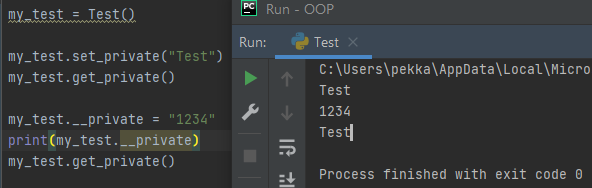 my_test = Test()
my_test.set_private("Test")
my_test.get_private()
my_test.__private = "1234"
print(my_test.__private)
my_test.get_private()
PC
Run - OOP
Run:
Test
C:\Users\pekka\AppData\Local\Micro
Test
1234
Test
Process finished with exit code 0